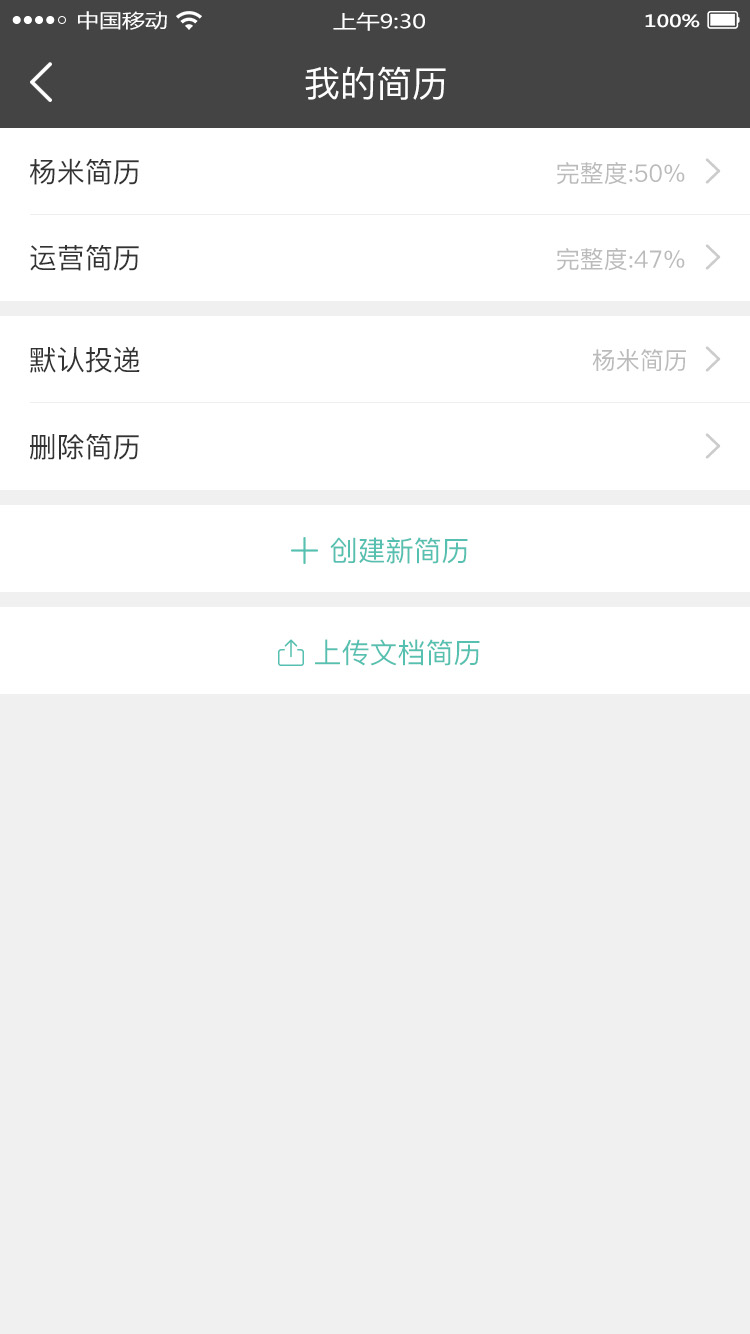 中国移动 上午9:30 100%
我的简历
杨米简历 完整度:50%
运营简历 完整度:47%
默认投递 杨米简历
删除简历
创建新简历
上传文档简历